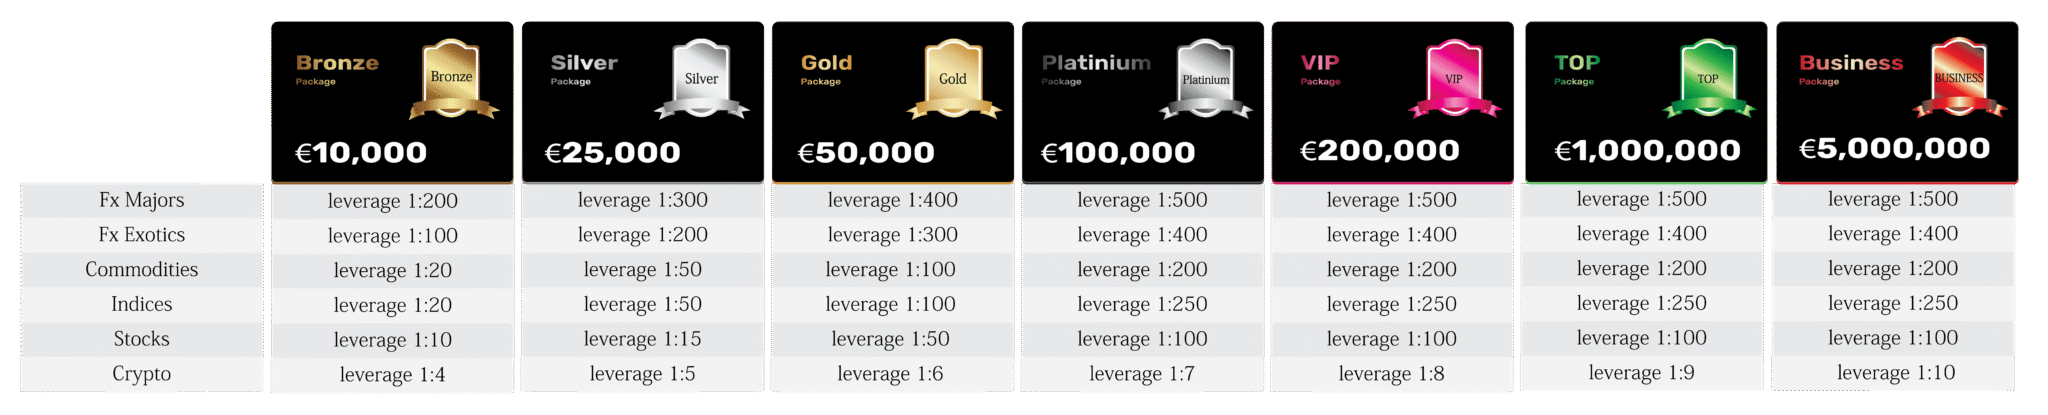 Bronze
Package
Bronze
€10,000
Silver
Package
Silver
€25,000
Gold
Package
Gold
€50,000
Platinium
Package
Platinium
€100,000
VIP
Package
VIP
€200,000
TOP
Package
TOP
€1,000,000
Business
Package
BUSINESS
€5,000,000
Fx Majors leverage 1:200 leverage 1:300 leverage 1:400 leverage 1:500 leverage 1:500 leverage 1:500 leverage 1:500
Fx Exotics leverage 1:100 leverage 1:200 leverage 1:300 leverage 1:400 leverage 1:400 leverage 1:400 leverage 1:400
Commodities leverage 1:20 leverage 1:50 leverage 1:100 leverage 1:200 leverage 1:200 leverage 1:200 leverage 1:200
Indices leverage 1:20 leverage 1:50 leverage 1:100 leverage 1:250 leverage 1:250 leverage 1:250 leverage 1:250
Stocks leverage 1:10 leverage 1:15 leverage 1:50 leverage 1:100 leverage 1:100 leverage 1:100 leverage 1:100
Crypto leverage 1:4 leverage 1:5 leverage 1:6 leverage 1:7 leverage 1:8 leverage 1:9 leverage 1:10